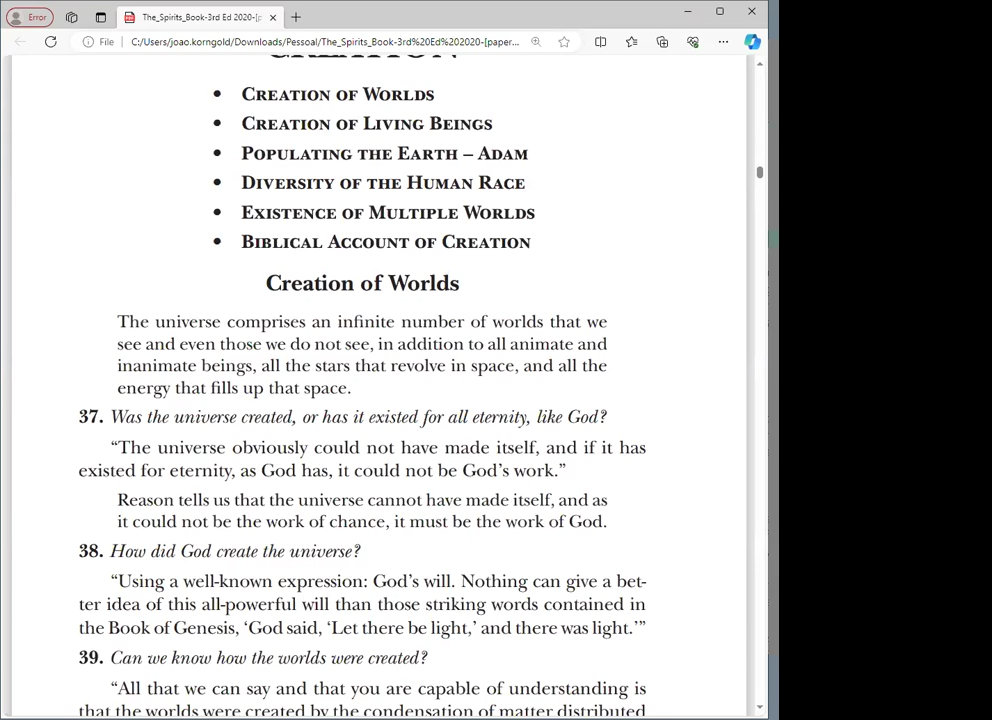 Error
The_Spirits_Book-3rd Ed 2020-[p
File
C:/Users/joao.korngold/Downloads/Pessoal/The_Spirits_Book-3rd%20Ed%202020-[paper...
CREATION
• CREATION OF WORLDS
• CREATION OF LIVING BEINGS
• POPULATING THE EARTH – ADAM
• DIVERSITY OF THE HUMAN RACE
• EXISTENCE OF MULTIPLE WORLDS
• BIBLICAL ACCOUNT OF CREATION
Creation of Worlds
The universe comprises an infinite number of worlds that we
see and even those we do not see, in addition to all animate and
inanimate beings, all the stars that revolve in space, and all the
energy that fills up that space.
37. Was the universe created, or has it existed for all eternity, like God?
“The universe obviously could not have made itself, and if it has
existed for eternity, as God has, it could not be God’s work.”
Reason tells us that the universe cannot have made itself, and as
it could not be the work of chance, it must be the work of God.
38. How did God create the universe?
“Using a well-known expression: God’s will. Nothing can give a bet-
ter idea of this all-powerful will than those striking words contained in
the Book of Genesis, ‘God said, ‘Let there be light,’ and there was light.’”
39. Can we know how the worlds were created?
“All that we can say and that you are capable of understanding is
that the worlds were created by the condensation of matter distributed